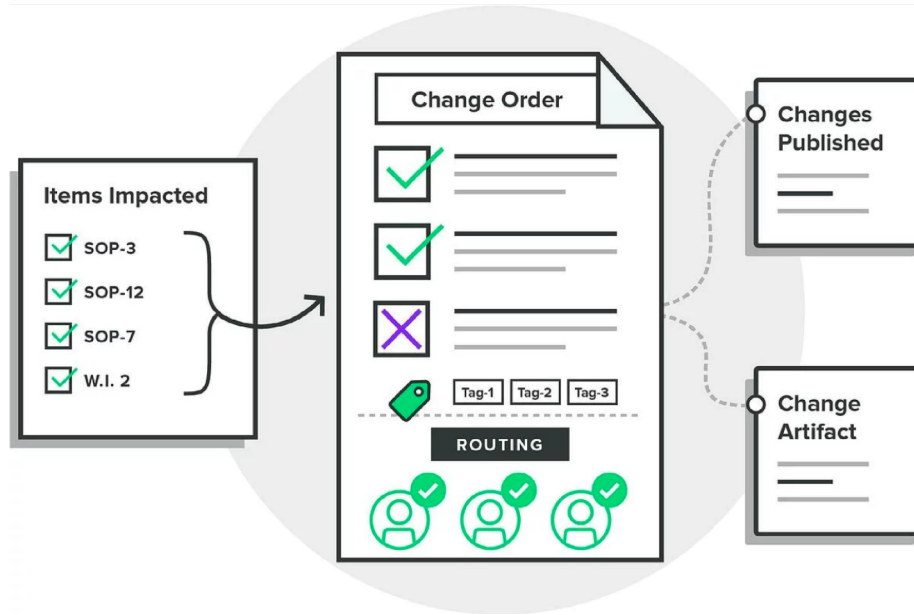 Items Impacted
SOP-3
SOP-12
SOP-7
W.I. 2
Change Order
Tag-1 Tag-2 Tag-3
ROUTING
Changes
Published
Change
Artifact